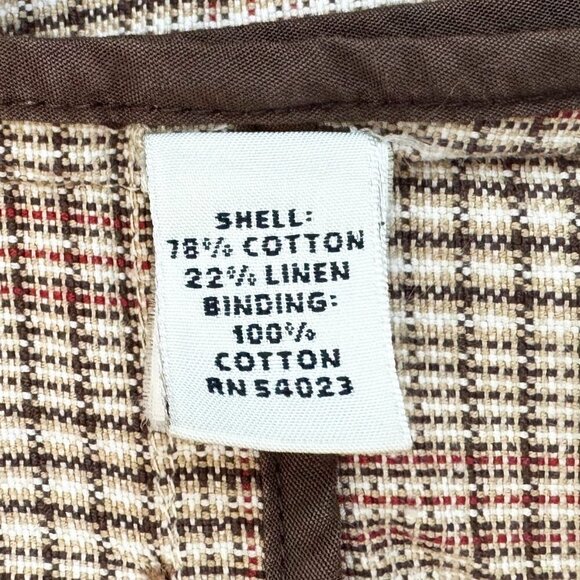 SHELL:
78% COTTON
22% LINEN
BINDING:
100%
COTTON
RN 54023